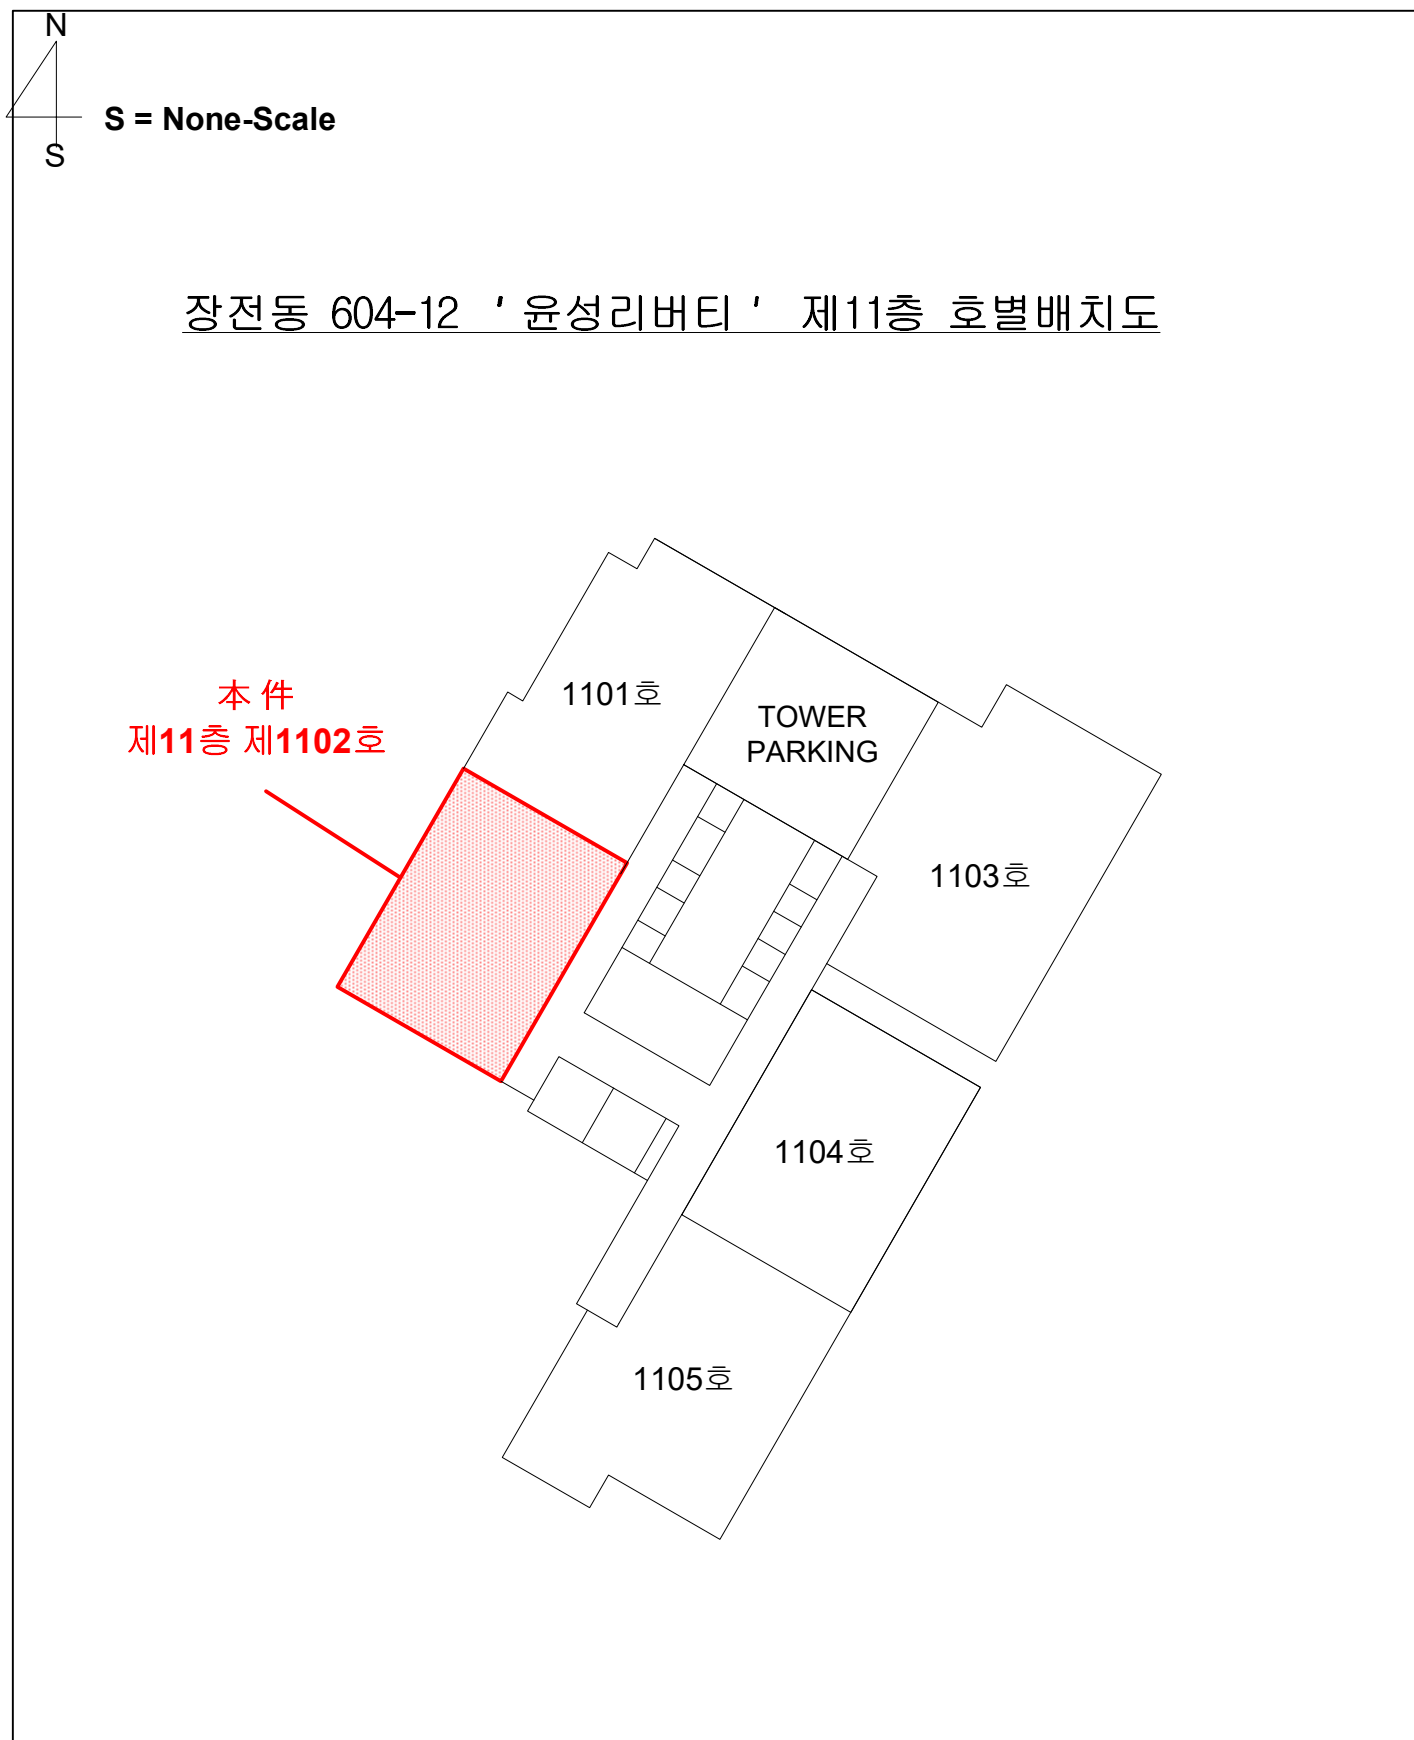 N
S = None-Scale
S
장전동 604-12 ' 윤성리버티 ' 제11층 호별배치도
1101호
本 件
제11층 제1102호
TOWER
PARKING
1103호
1104호
1105호